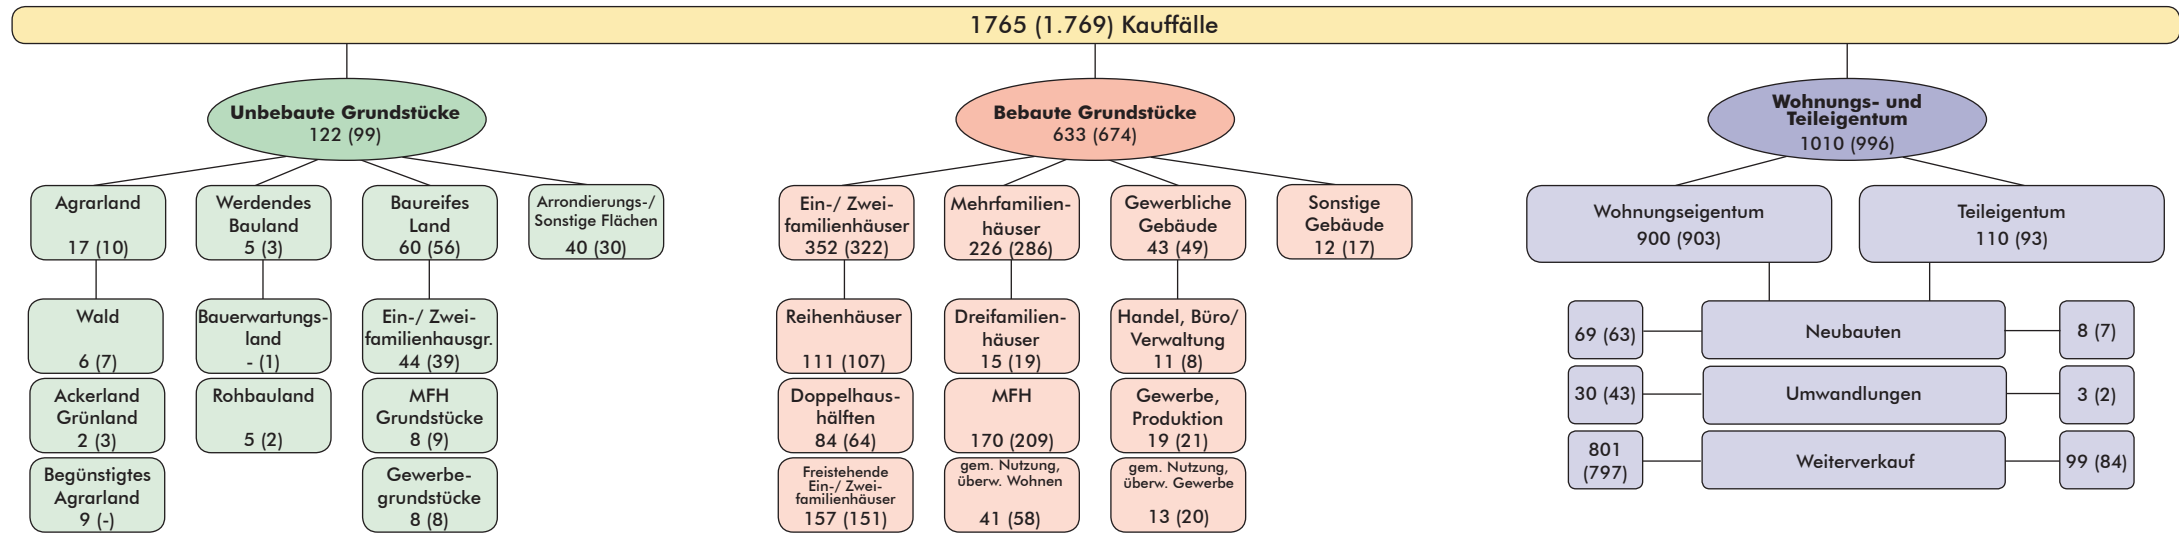 1765 (1.769) Kauffälle
Unbebaute Grundstücke
122 (99)
Agrarland
17 (10)
Werdendes
Bauland
5 (3)
Baureifes
Land
60 (56)
Arrondierungs-/
Sonstige Flächen
40 (30)
Wald
6 (7)
Ackerland
Grünland
2 (3)
Begünstigtes
Agrarland
9 (-)
Bauerwartungs-
land
- (1)
Rohbauland
5 (2)
Ein-/ Zwei-
familienhausgr.
44 (39)
MFH
Grundstücke
8 (9)
Gewerbe-
grundstücke
8 (8)
Bebaute Grundstücke
633 (674)
Ein-/ Zwei-
familienhäuser
352 (322)
Mehrfamilien-
häuser
226 (286)
Gewerbliche
Gebäude
43 (49)
Sonstige
Gebäude
12 (17)
Reihenhäuser
111 (107)
Doppelhaus-
hälften
84 (64)
Freistehende
Ein-/ Zwei-
familienhäuser
157 (151)
Dreifamilien-
häuser
15 (19)
MFH
170 (209)
gem. Nutzung,
überw. Wohnen
41 (58)
Handel, Büro/
Verwaltung
11 (8)
Gewerbe,
Produktion
19 (21)
gem. Nutzung,
überw. Gewerbe
13 (20)
Wohnungs- und
Teileigentum
1010 (996)
Wohnungseigentum
900 (903)
Teileigentum
110 (93)
69 (63)
Neubauten
8 (7)
30 (43)
Umwandlungen
3 (2)
801
(797)
Weiterverkauf
99 (84)